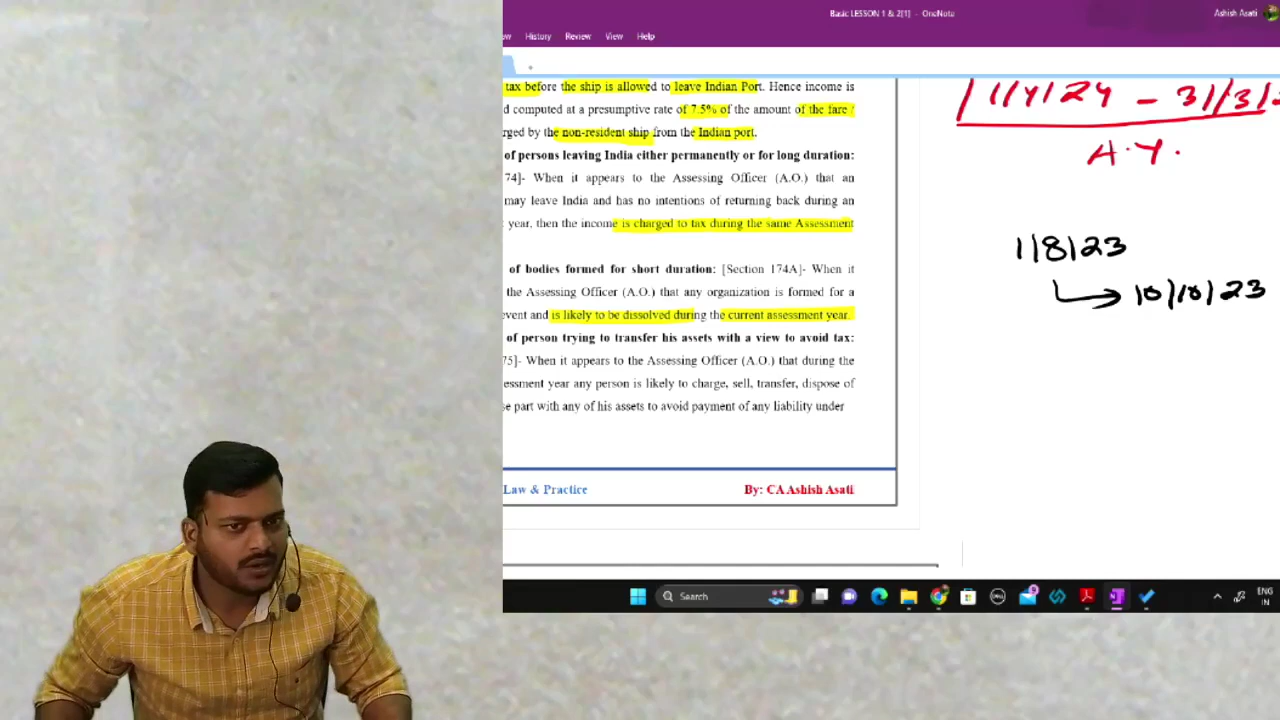 Basic LESSON 1 & 2[1] - OneNote
Ashish Asati
History Review View Help
tax before the ship is allowed to leave Indian Port. Hence income is
d computed at a presumptive rate of 7.5% of the amount of the fare /
rged by the non-resident ship from the Indian port.
of persons leaving India either permanently or for long duration:
74]- When it appears to the Assessing Officer (A.O.) that an
may leave India and has no intentions of returning back during an
year, then the income is charged to tax during the same Assessment
of bodies formed for short duration: [Section 174A]- When it
the Assessing Officer (A.O.) that any organization is formed for a
event and is likely to be dissolved during the current assessment year.
of person trying to transfer his assets with a view to avoid tax:
75]- When it appears to the Assessing Officer (A.O.) that during the
essment year any person is likely to charge, sell, transfer, dispose of
e part with any of his assets to avoid payment of any liability under
Law & Practice
By: CA Ashish Asati
1/4/24 - 31/3/2
A.Y.
1/8/23
10/10/23
Search
ENG
IN